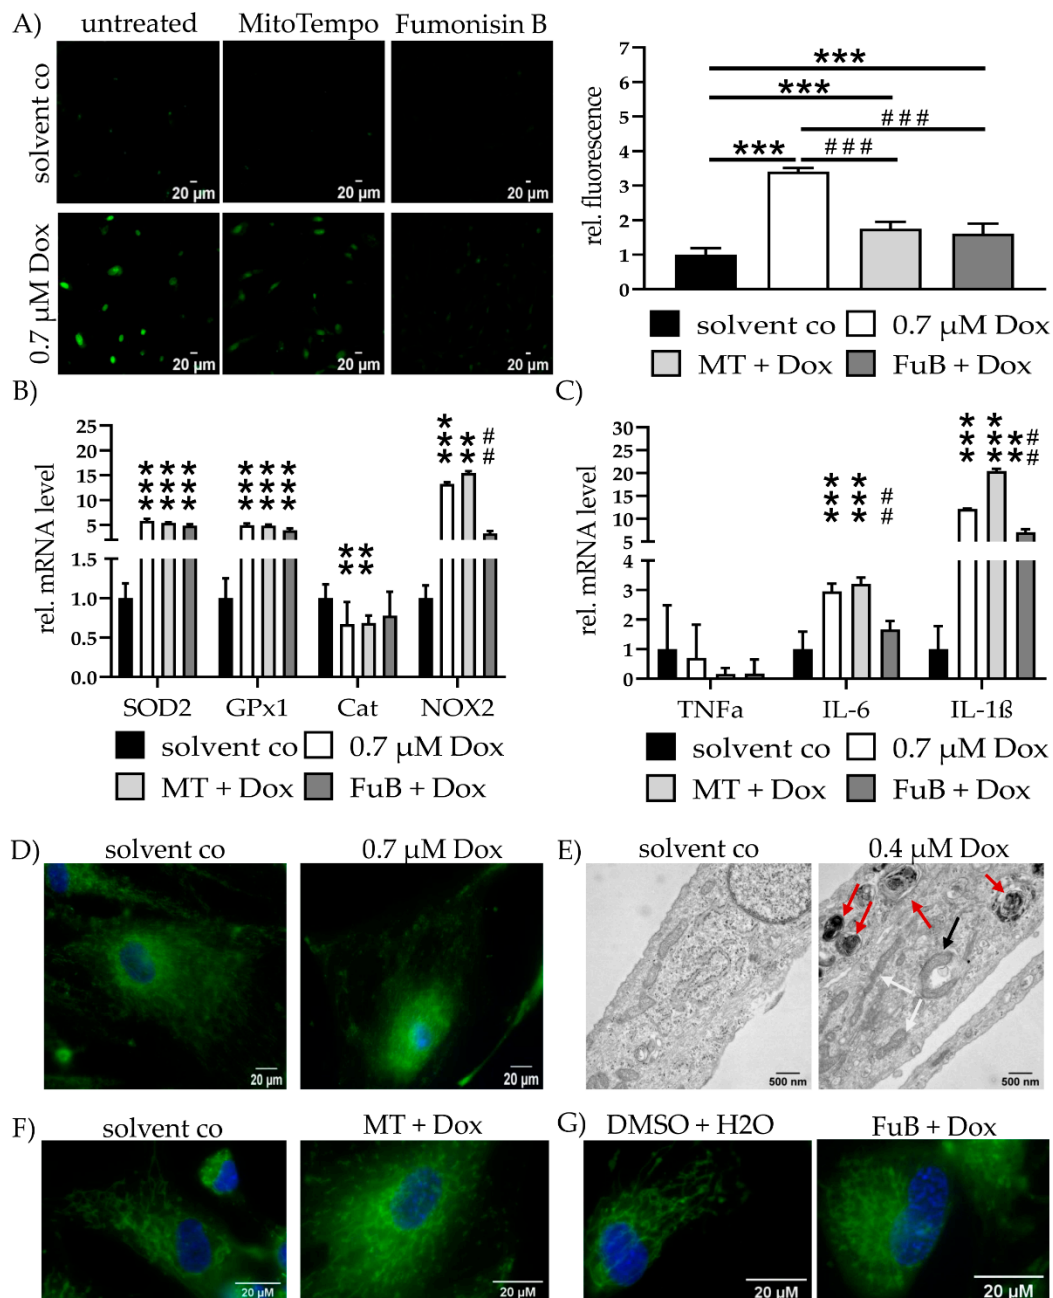 A)
untreated MitoTempo Fumonisin B
solvent co
20 µm 20 µm 20 µm
0.7 µM Dox
20 µm 20 µm 20 µm
rel. fluorescence
7
6
5
4
3
2
1
0
***
***
###
*** ###
solvent co 0.7 µM Dox
MT + Dox FuB + Dox
B)
rel. mRNA level
25
20
15
10
5
1.5
1.0
0.5
0.0
*** *** ***
*** *** ***
** **
*** ** ##
SOD2 GPx1 Cat NOX2
solvent co 0.7 µM Dox
MT + Dox FuB + Dox
C)
rel. mRNA level
30
25
20
15
10
5
4
3
2
1
0
*** *** ##
*** *** ** ##
TNFa IL-6 IL-1ß
solvent co 0.7 µM Dox
MT + Dox FuB + Dox
D)
solvent co 0.7 µM Dox
20 µm 20 µm
E)
solvent co 0.4 µM Dox
500 nm 500 nm
F)
solvent co MT + Dox
20 µM 20 µM
G)
DMSO + H2O FuB + Dox
20 µM 20 µM